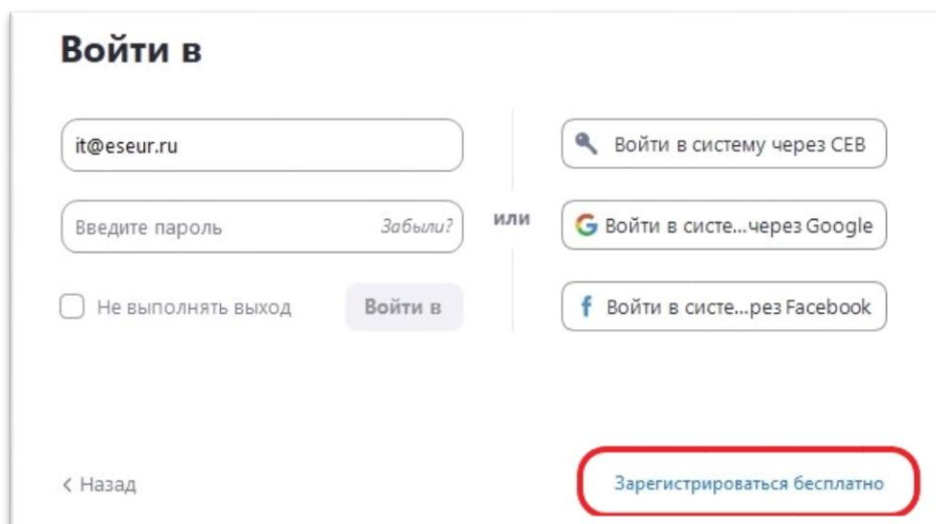 Войти в
it@eseur.ru
Введите пароль Забыли?
Не выполнять выход Войти в
или
Войти в систему через СЕВ
Войти в систе...через Google
Войти в систе...рез Facebook
< Назад
Зарегистрироваться бесплатно